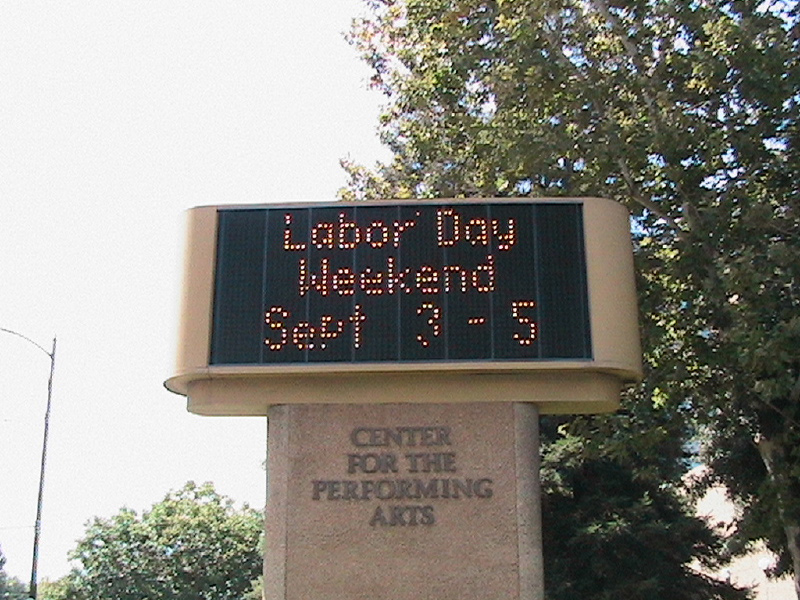 Labor Day
Weekend
Sept 3 - 5
CENTER
FOR THE
PERFORMING
ARTS